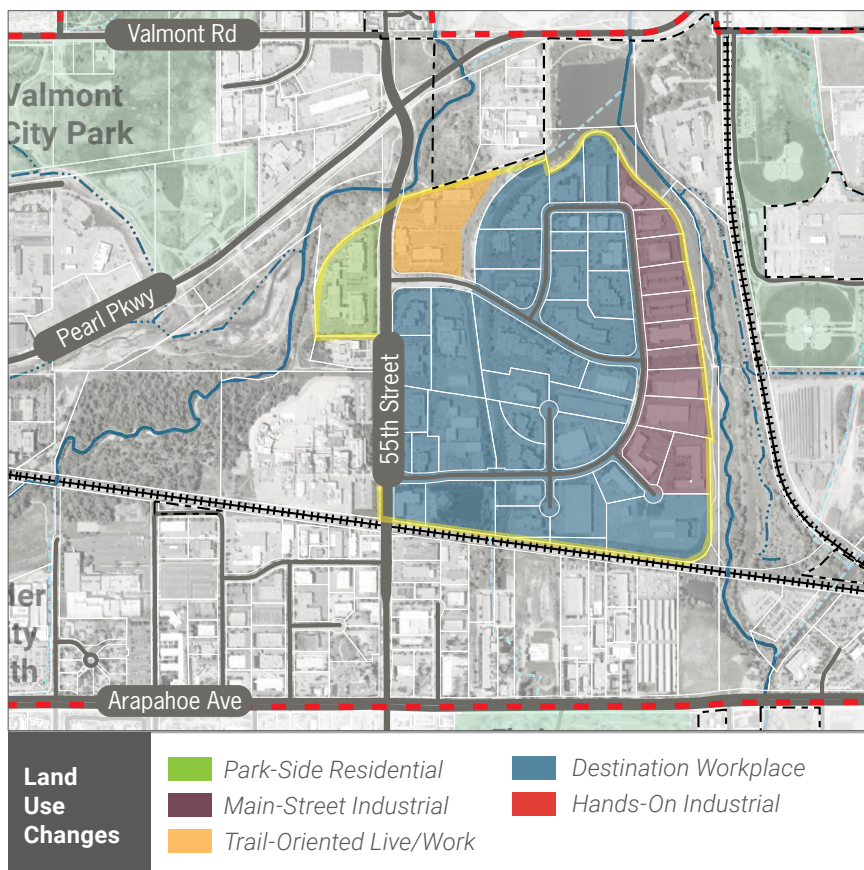 Valmont Rd
Valmont
City Park
Pearl Pkwy
55th Street
Arapahoe Ave
Land
Use
Changes
Park-Side Residential
Main-Street Industrial
Trail-Oriented Live/Work
Destination Workplace
Hands-On Industrial